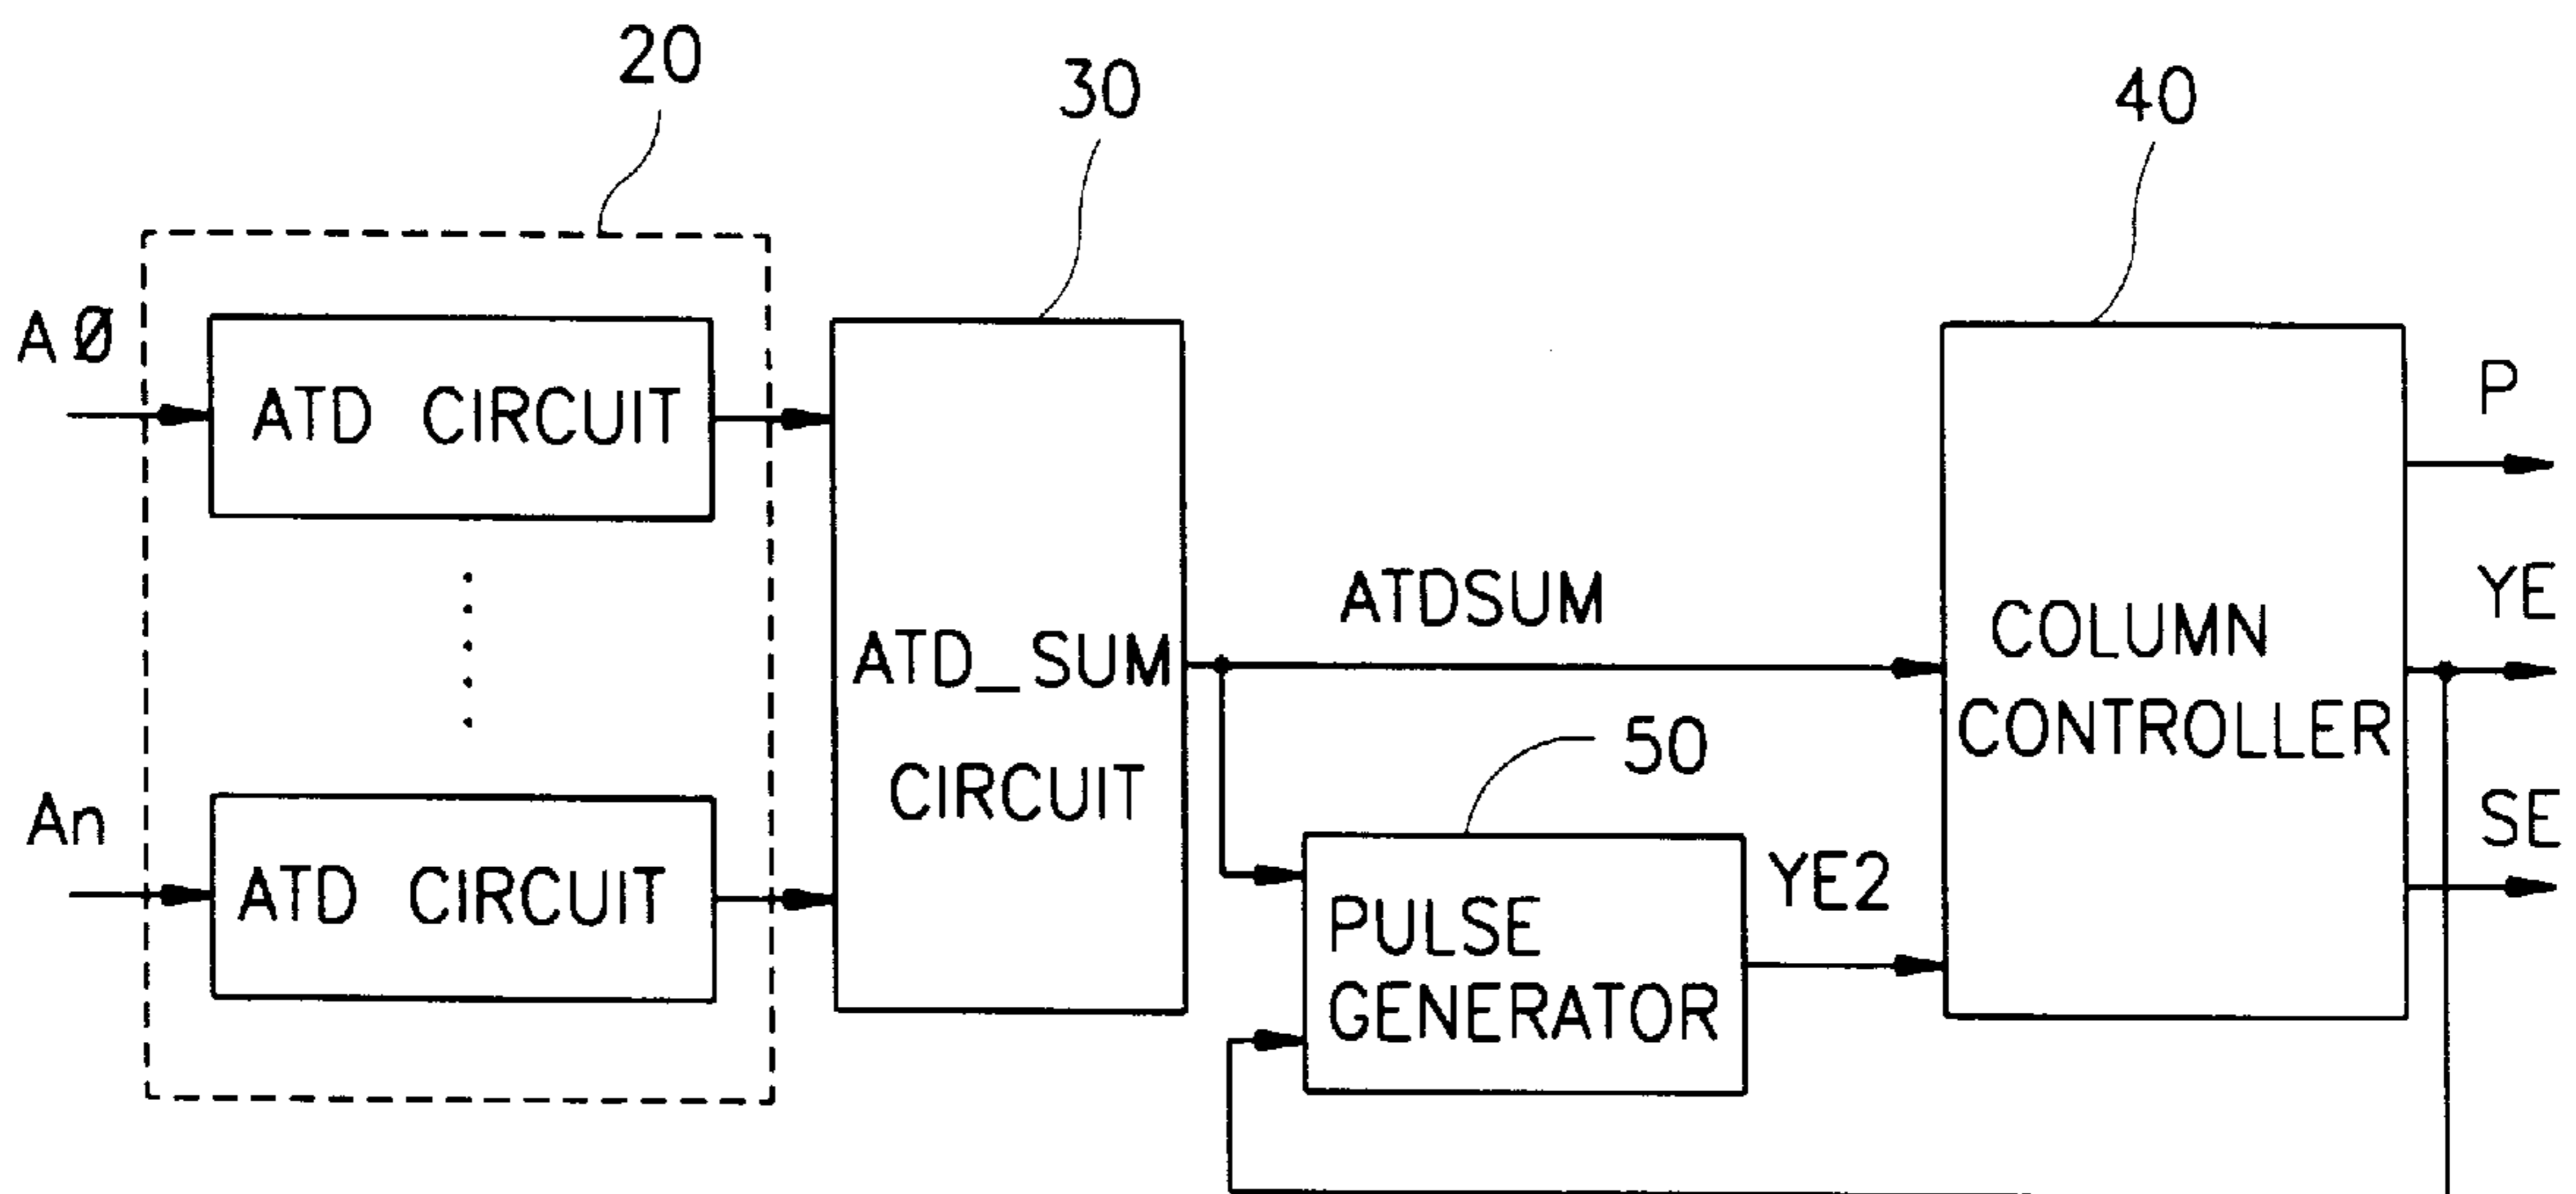 20
30
40
AØ
ATD CIRCUIT
P
YE
ATDSUM
ATD_SUM
CIRCUIT
COLUMN
CONTROLLER
50
An
ATD CIRCUIT
SE
YE2
PULSE
GENERATOR